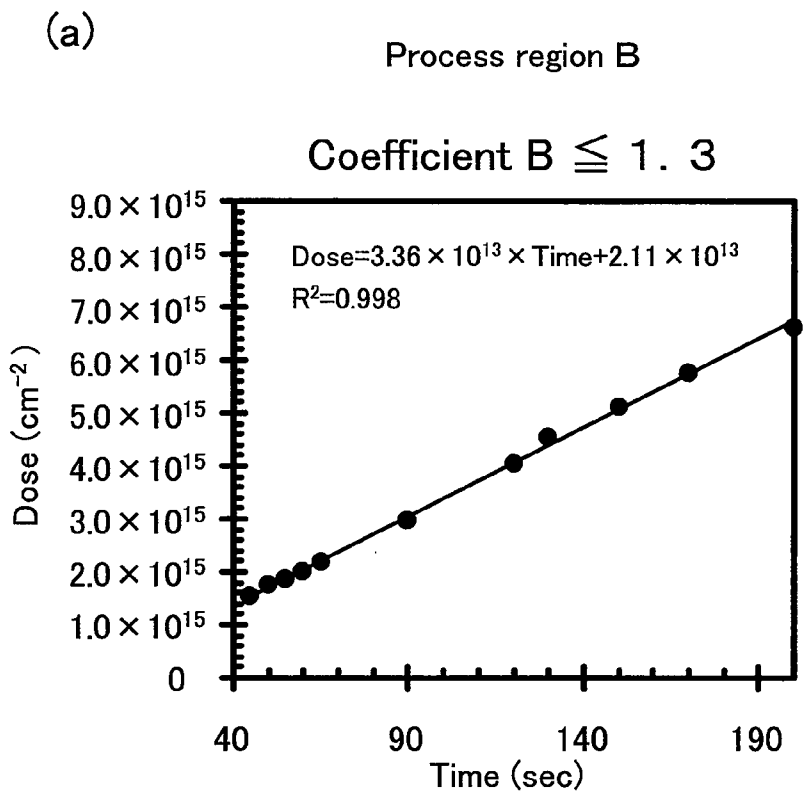 (a)
Process region B
Coefficient B ≦ 1. 3
9.0×10¹⁵
8.0×10¹⁵
7.0×10¹⁵
6.0×10¹⁵
5.0×10¹⁵
4.0×10¹⁵
3.0×10¹⁵
2.0×10¹⁵
1.0×10¹⁵
0
Dose=3.36×10¹³×Time+2.11×10¹³
R²=0.998
Dose (cm⁻²)
40 90 140 190
Time (sec)